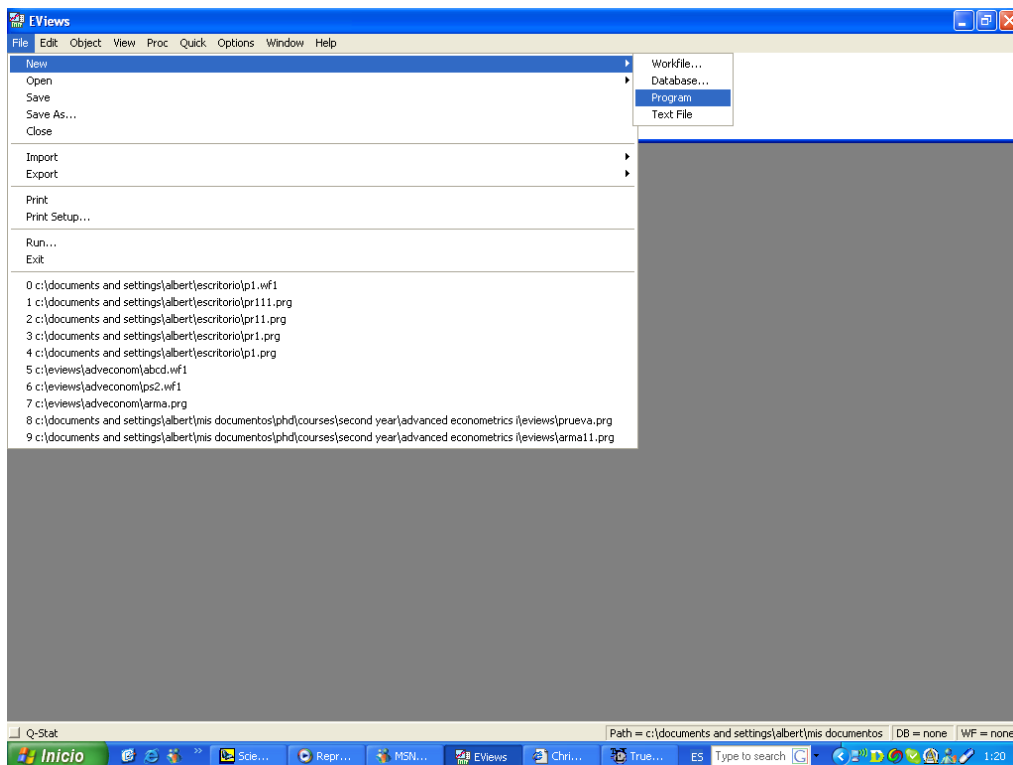 EViews
File Edit Object View Proc Quick Options Window Help
New
Open
Save
Save As...
Close
Import
Export
Print
Print Setup...
Run...
Exit
0 c:\documents and settings\albert\escritorio\p1.wf1
1 c:\documents and settings\albert\escritorio\pr111.prg
2 c:\documents and settings\albert\escritorio\pr11.prg
3 c:\documents and settings\albert\escritorio\pr1.prg
4 c:\documents and settings\albert\escritorio\p1.prg
5 c:\eviews\adveconom\abcd.wf1
6 c:\eviews\adveconom\ps2.wf1
7 c:\eviews\adveconom\arma.prg
8 c:\documents and settings\albert\mis documentos\phd\courses\second year\advanced econometrics i\eviews\prueva.prg
9 c:\documents and settings\albert\mis documentos\phd\courses\second year\advanced econometrics i\eviews\arma11.prg
Workfile...
Database...
Program
Text File
Q-Stat Path = c:\documents and settings\albert\mis documentos DB = none WF = none
Inicio Scie... Repr... MSN... EViews Chri... True... ES Type to search G 1:20